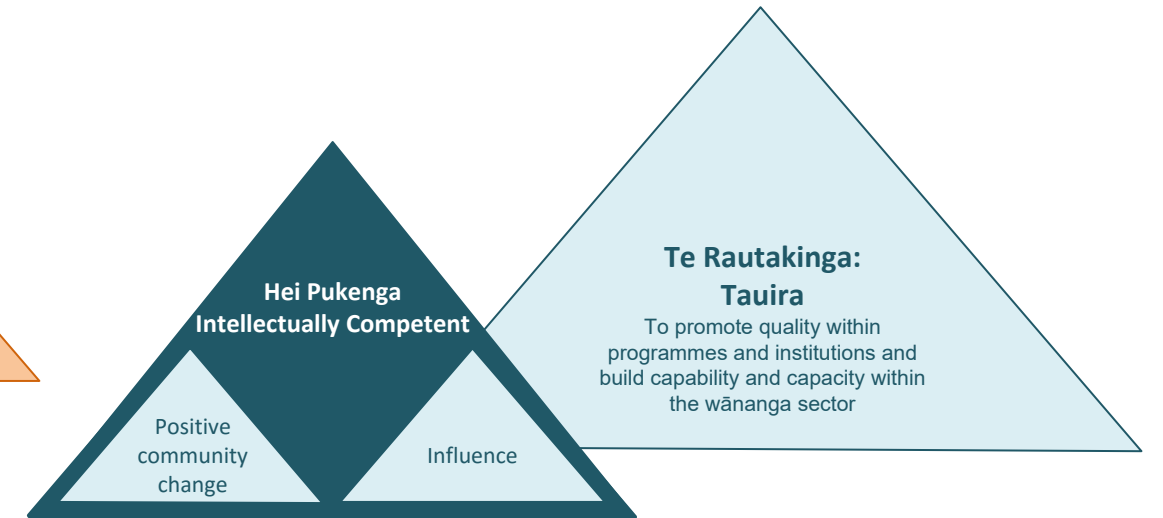 Hei Pukenga
Intellectually Competent
Positive
community
change
Influence
Te Rautakinga:
Tauira
To promote quality within
programmes and institutions and
build capability and capacity within
the wānanga sector